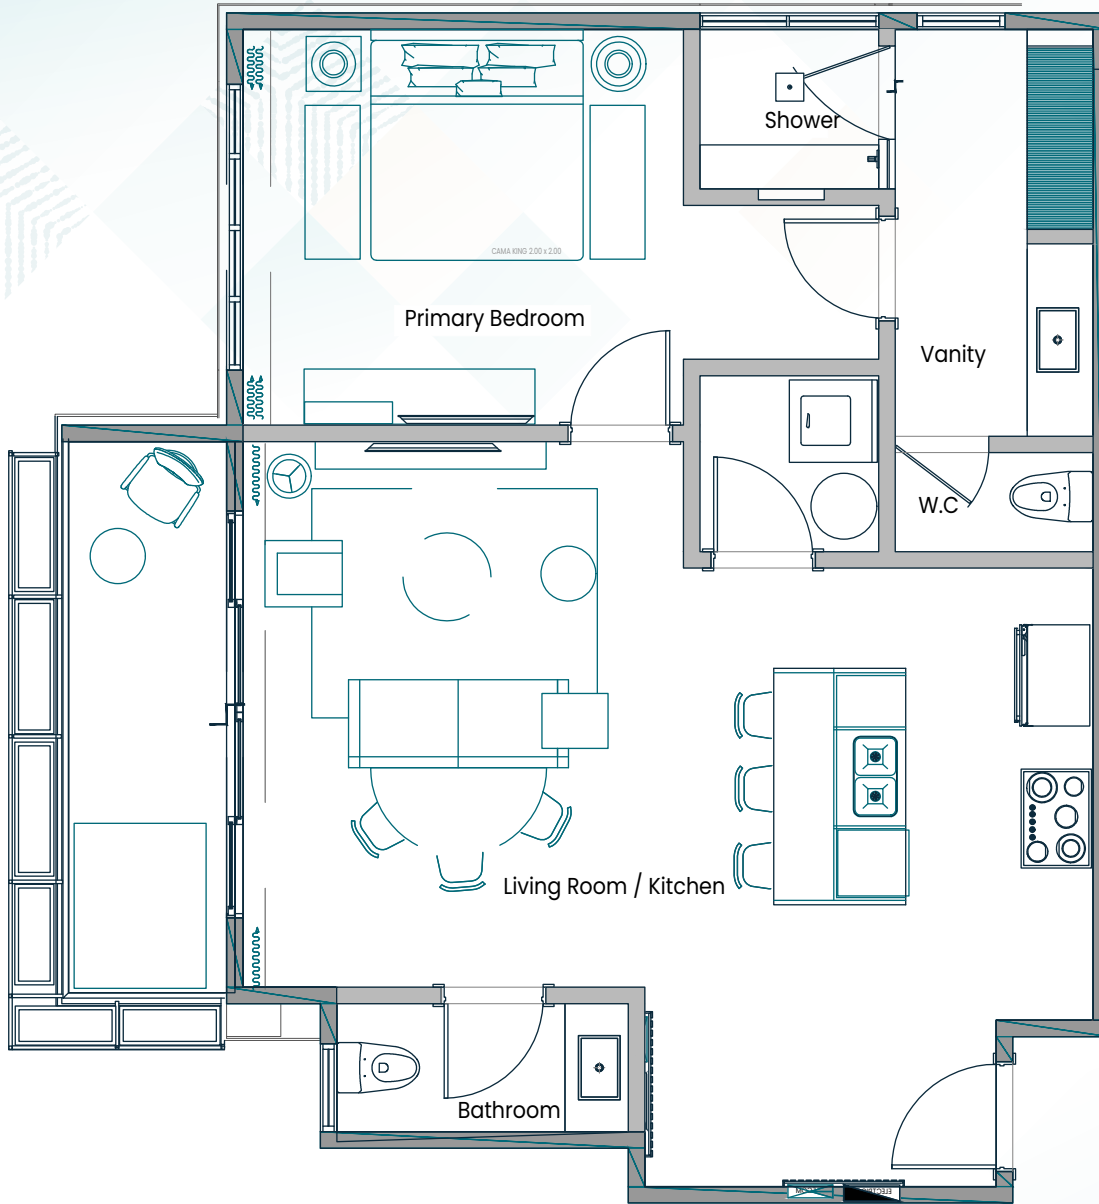 Shower
CAMA KING 2,00 x 2.00
Primary Bedroom
Vanity
W.C
Living Room / Kitchen
Bathroom